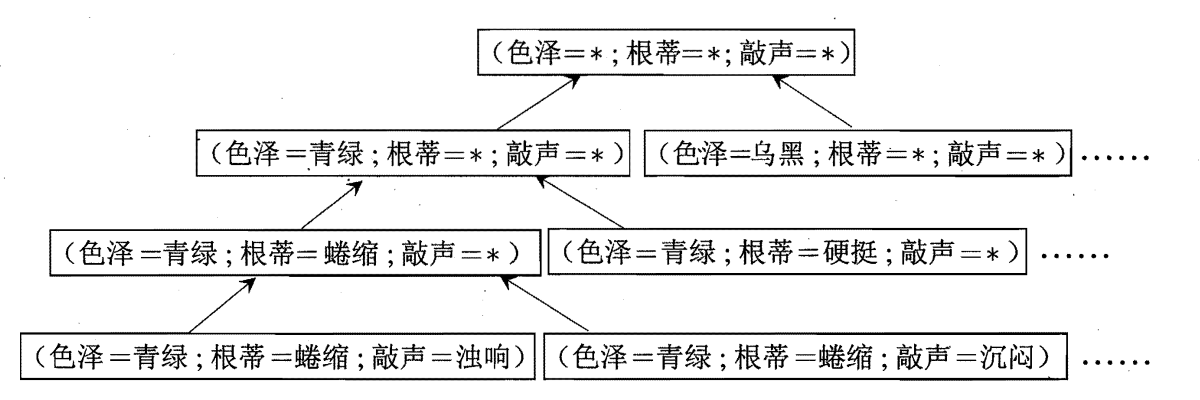 (色泽=*;根蒂=*;敲声=*)
(色泽=青绿;根蒂=*;敲声=*) (色泽=乌黑;根蒂=*;敲声=*) ……
(色泽=青绿;根蒂=蜷缩;敲声=*) (色泽=青绿;根蒂=硬挺;敲声=*) ……
(色泽=青绿;根蒂=蜷缩;敲声=浊响) (色泽=青绿;根蒂=蜷缩;敲声=沉闷) ……